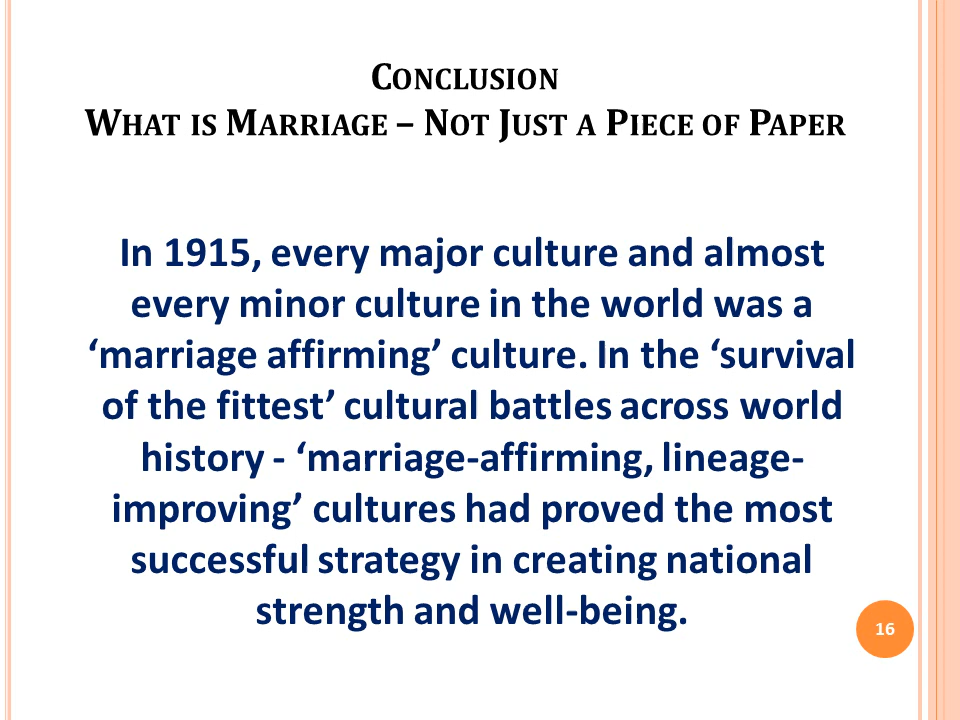 CONCLUSION
WHAT IS MARRIAGE – NOT JUST A PIECE OF PAPER
In 1915, every major culture and almost
every minor culture in the world was a
‘marriage affirming’ culture. In the ‘survival
of the fittest’ cultural battles across world
history - ‘marriage-affirming, lineage-
improving’ cultures had proved the most
successful strategy in creating national
strength and well-being.
16